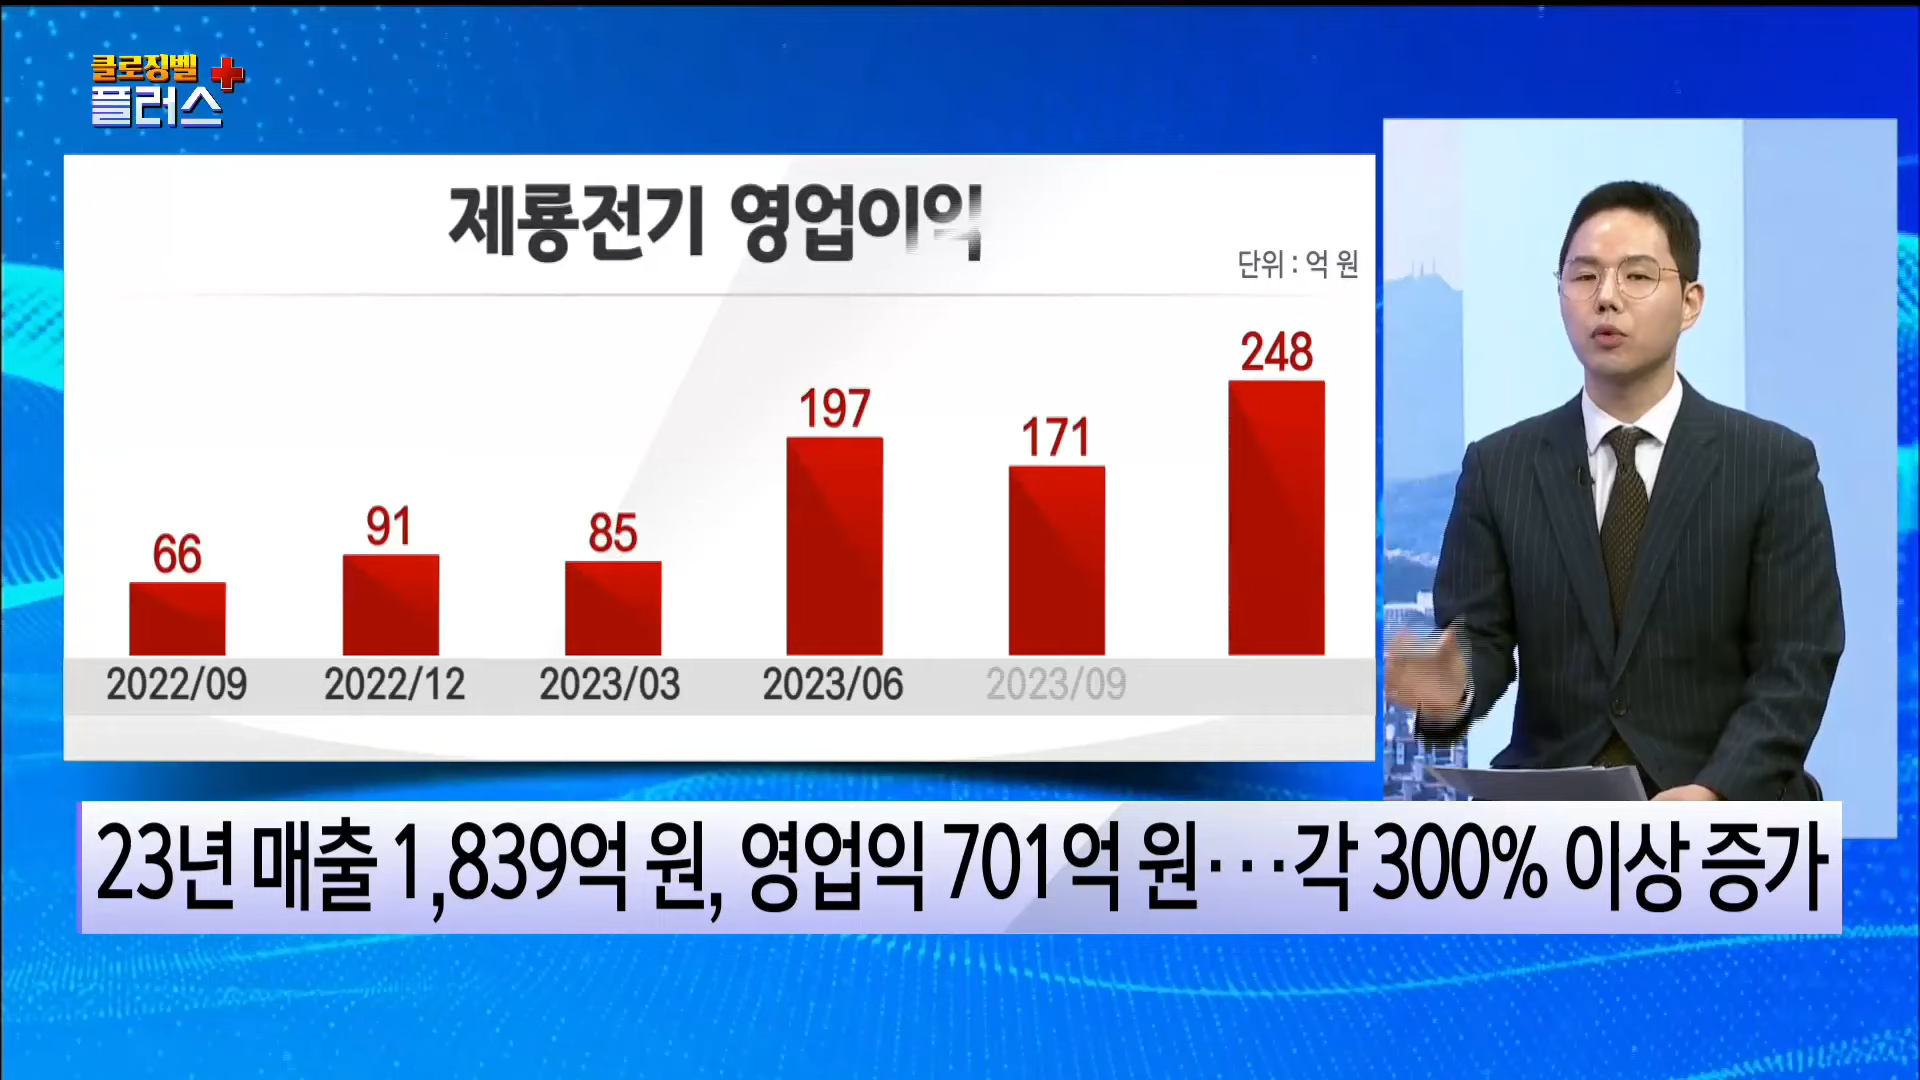 클로징벨
플러스
제룡전기 영업이익
단위 : 억 원
66
91
85
197
171
248
2022/09
2022/12
2023/03
2023/06
2023/09
23년 매출 1,839억 원, 영업익 701억 원···각 300% 이상 증가